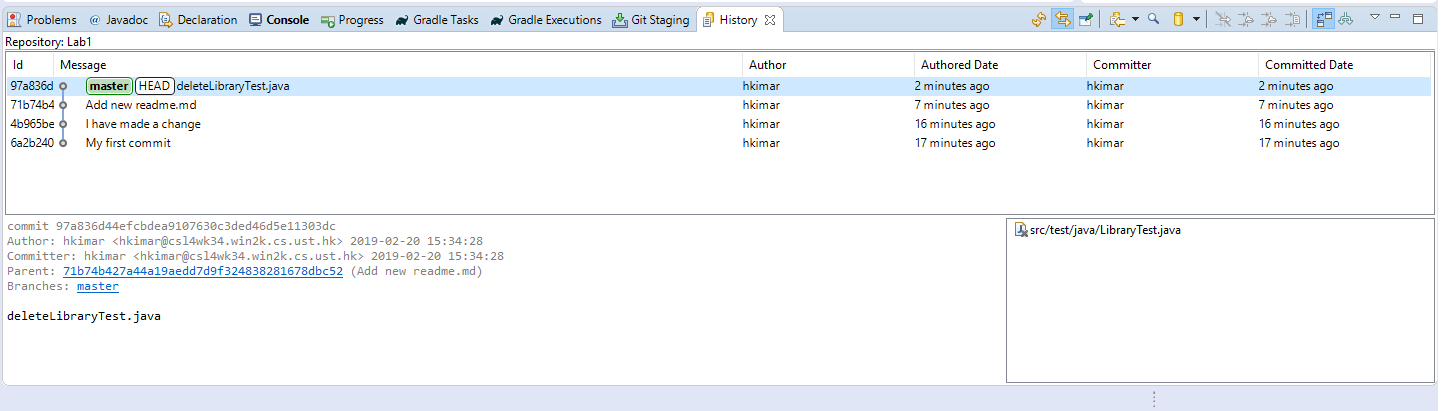 Problems @ Javadoc Declaration Console Progress Gradle Tasks Gradle Executions Git Staging History
Repository: Lab1
Id Message Author Authored Date Committer Committed Date
97a836d master HEAD deleteLibraryTest.java hkimar 2 minutes ago hkimar 2 minutes ago
71b74b4 Add new readme.md hkimar 7 minutes ago hkimar 7 minutes ago
4b965be I have made a change hkimar 16 minutes ago hkimar 16 minutes ago
6a2b240 My first commit hkimar 17 minutes ago hkimar 17 minutes ago
commit 97a836d44efcbdea9107630c3ded46d5e11303dc
Author: hkimar <hkimar@csl4wk34.win2k.cs.ust.hk> 2019-02-20 15:34:28
Committer: hkimar <hkimar@csl4wk34.win2k.cs.ust.hk> 2019-02-20 15:34:28
Parent: 71b74b427a44a19aedd7d9f324838281678dbc52 (Add new readme.md)
Branches: master
deleteLibraryTest.java
src/test/java/LibraryTest.java